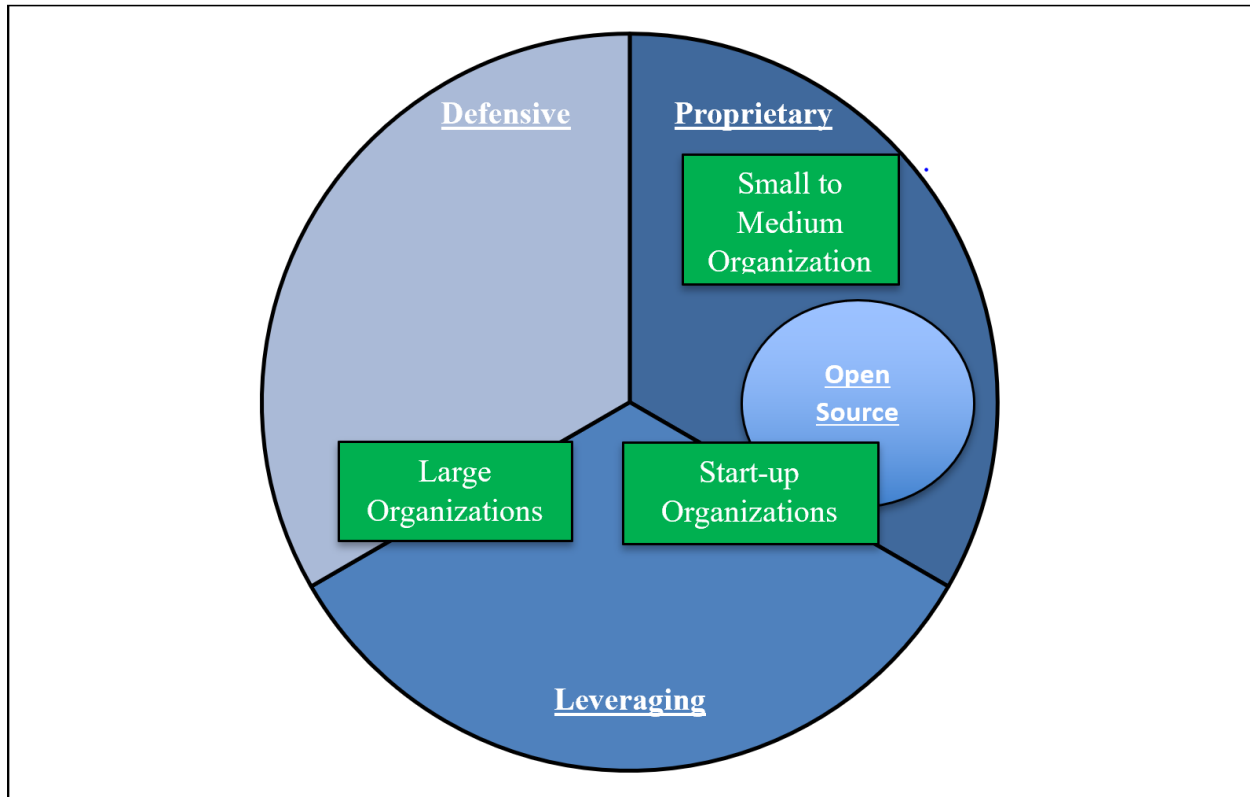 Defensive
Proprietary
Small to
Medium
Organization
Open
Source
Large
Organizations
Start-up
Organizations
Leveraging